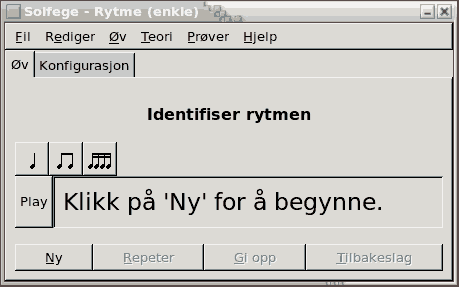 Solfege - Rytme (enkle)
Fil Rediger Øv Teori Prøver Hjelp
Øv Konfigurasjon
Identifiser rytmen
Play Klikk på 'Ny' for å begynne.
Ny Repeter Gi opp Tilbakeslag